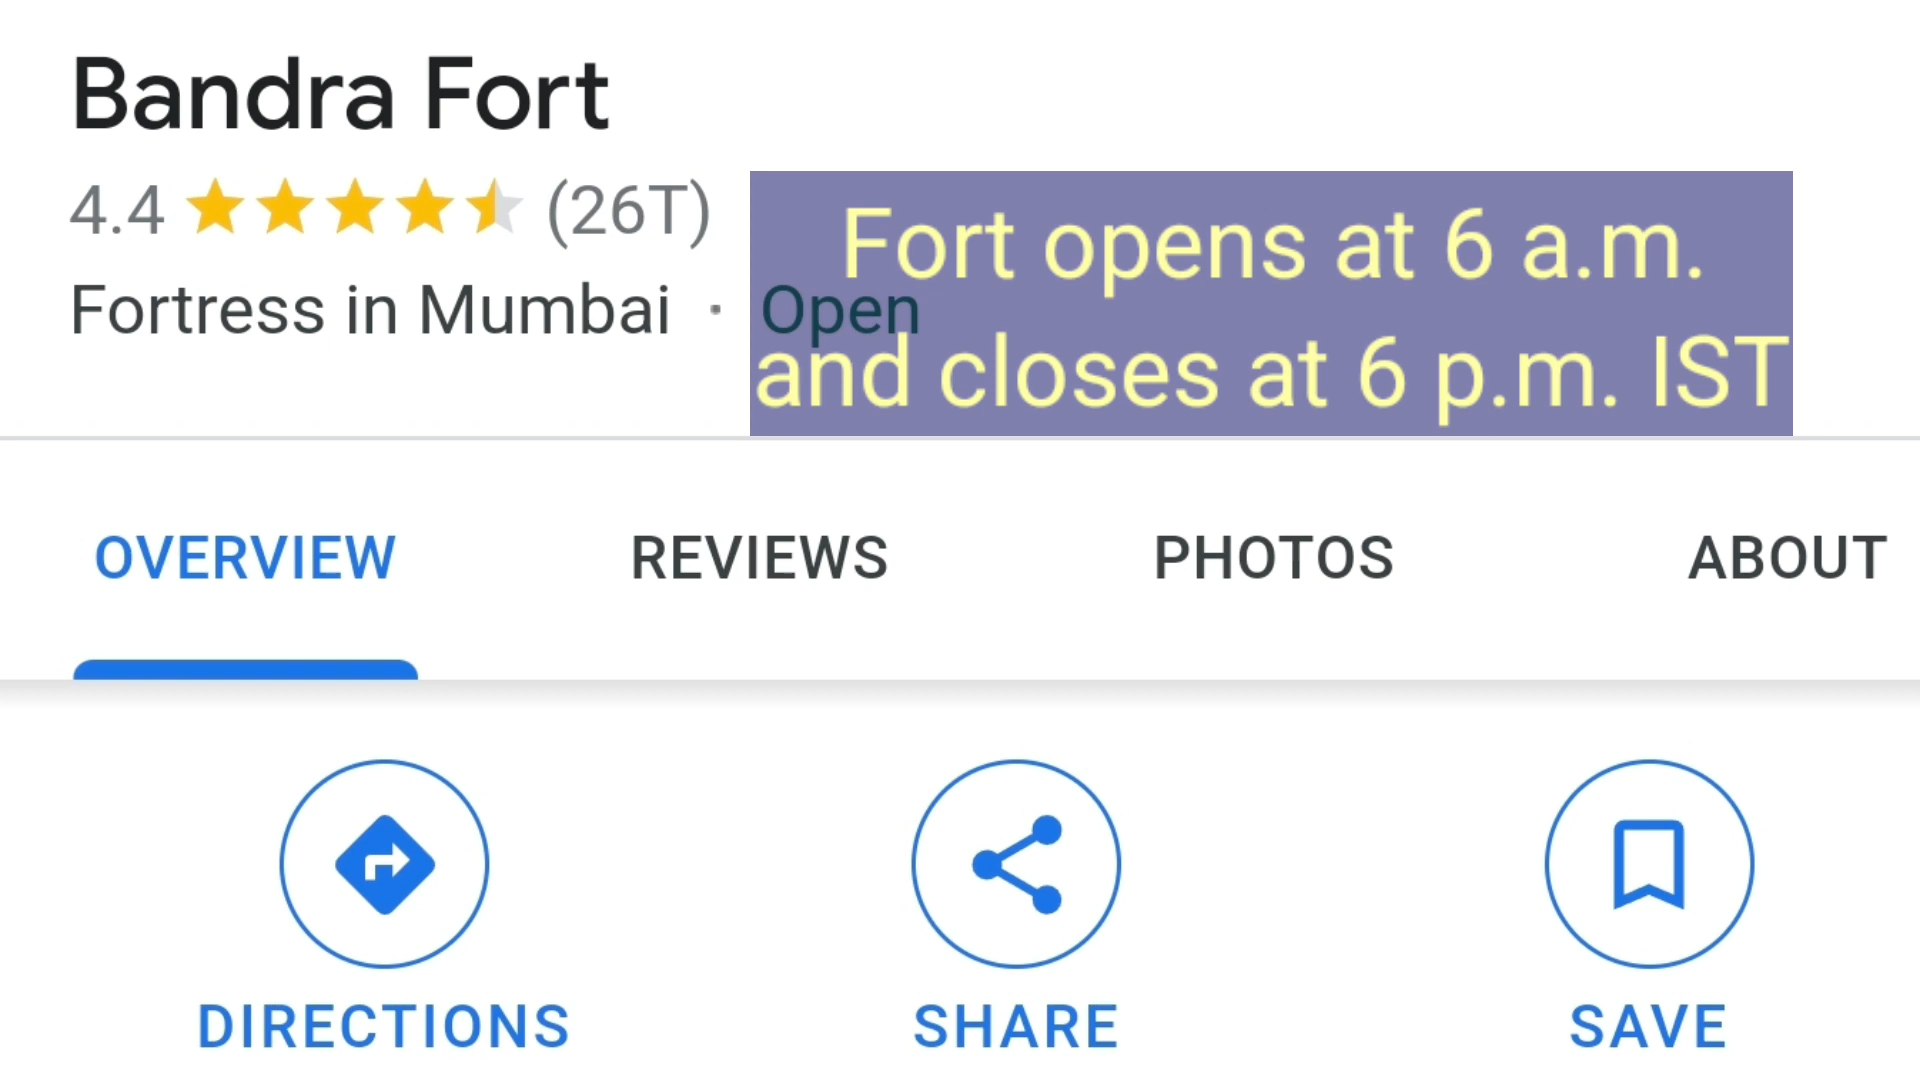 Bandra Fort
4.4 (26T)
Fortress in Mumbai · Open
Fort opens at 6 a.m.
and closes at 6 p.m. IST
OVERVIEW REVIEWS PHOTOS ABOUT
DIRECTIONS SHARE SAVE